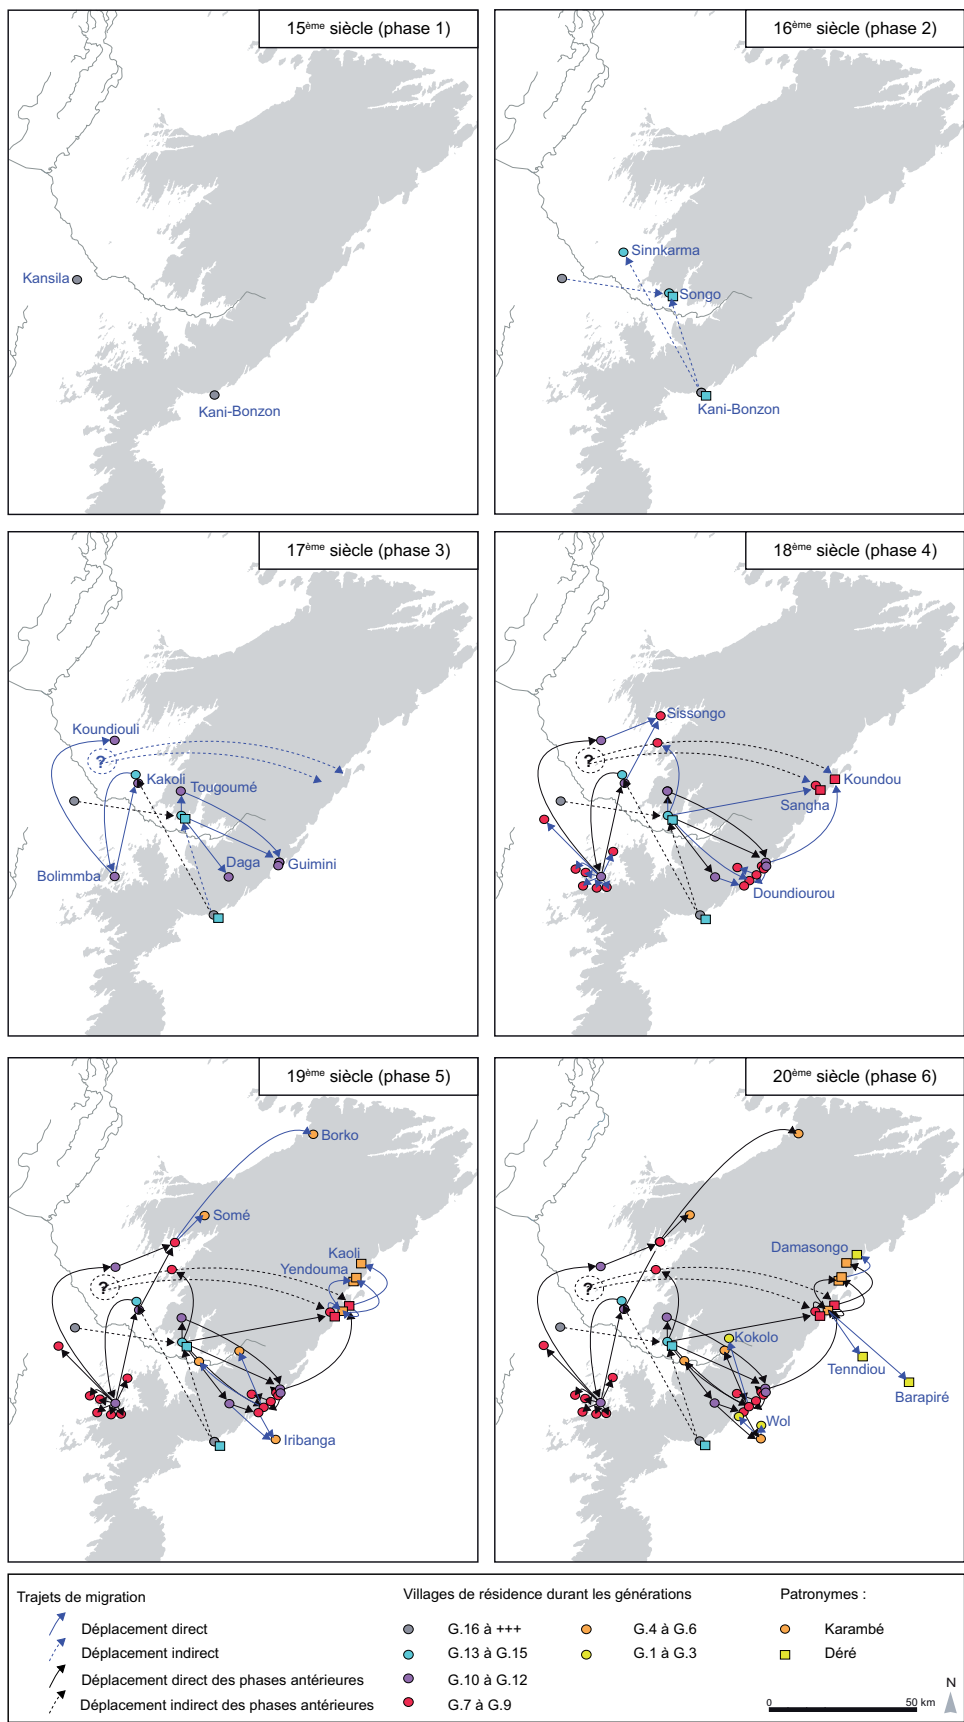 15ème siècle (phase 1)
Kansila
Kani-Bonzon
16ème siècle (phase 2)
Sinnkarma
Songo
Kani-Bonzon
17ème siècle (phase 3)
Koundiouli
?
Kakoli
Tougoumé
Bolimmba
Daga
Guimini
18ème siècle (phase 4)
Sissongo
?
Koundou
Sangha
Doundiourou
19ème siècle (phase 5)
Borko
Somé
Kaoli
Yendouma
?
Iribanga
20ème siècle (phase 6)
Damasongo
?
Kokolo
Tenndiou
Barapiré
Wol
Trajets de migration
Déplacement direct
Déplacement indirect
Déplacement direct des phases antérieures
Déplacement indirect des phases antérieures
Villages de résidence durant les générations
G.16 à +++
G.13 à G.15
G.10 à G.12
G.7 à G.9
G.4 à G.6
G.1 à G.3
Patronymes :
Karambé
Déré
0 50 km
N